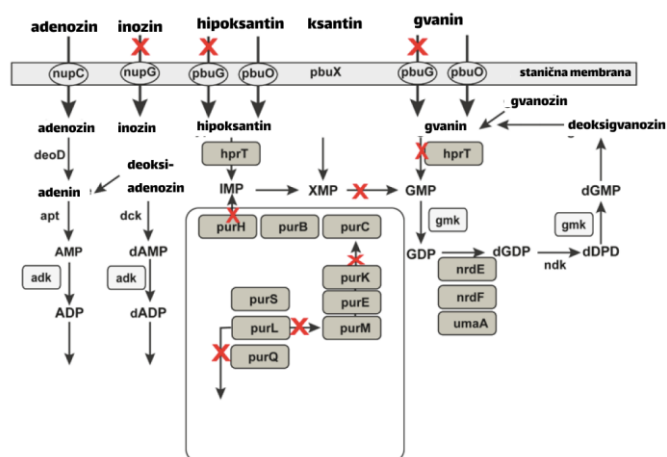 adenozin inozin hipoksantin ksantin gvanin
nupC nupG pbuG pbuO pbuX pbuG pbuO stanična membrana
gvanozin
adenozin inozin hipoksantin gvanin deoksigvanozin
deoD hprT hprT
deoksi-
adenozin
adenin IMP XMP GMP dGMP
apt dck purH purB purC gmk gmk
AMP dAMP GDP dGDP dDPD
ndk
adk adk purK nrdE
purS purE nrdF
ADP dADP purL purM umaA
purQ